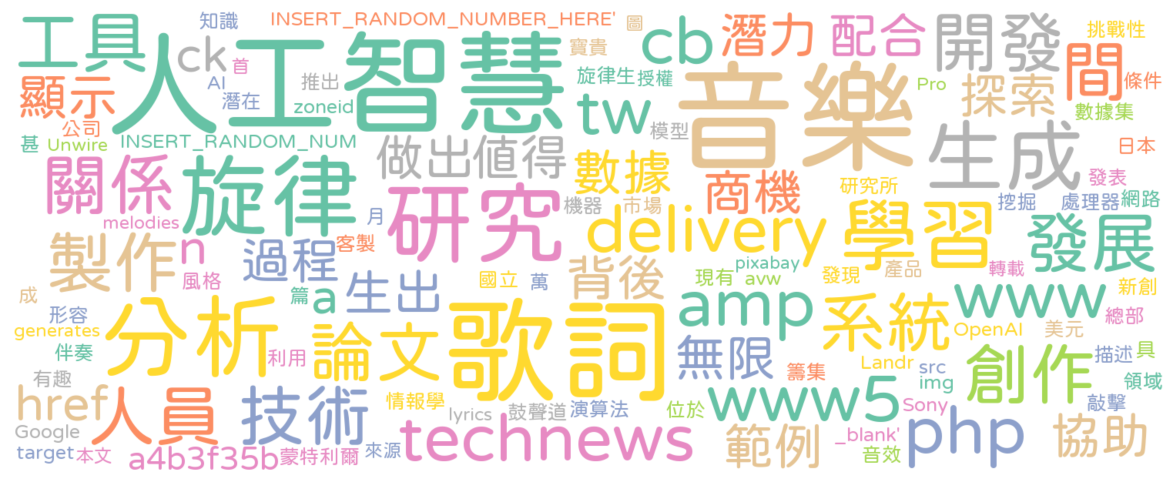 工具
知識
INSERT_RANDOM_NUMBER_HERE'
圖
cb
潛力
配合
開發
間
挑戰性
ck
首
人工智慧
寶貴
音樂
顯示
AI
潛在
推出
zoneid
旋律生
授權
tw
Pro
探索
條件
數據集
公司
甚
Unwire
INSERT_RANDOM_NUM
模型
日本
做出
值得
生成
關係
旋律
研究
數據
商機
研究所
發表
melodies
月
機器
市場
挖掘
處理器
網路
製作
n
過程
客製
delivery
學習
發展
風格
國立
萬
背後
pixabay
現有
avw
發現
產品
轉載
新創
成
篇
a
生出
amp
系統
www
總部
形容
generates
分析
論文
歌詞
OpenAI
美元
伴奏
利用
無限
Landr
創作
具
描述
籌集
src
img
領域
有趣
href
人員
技術
情報學
lyrics
鼓聲道
演算法
位於
www5
Sony
敲擊
Google
target
本文
a4b3f35b
蒙特利爾
來源
technews
範例
_blank'
音效
php
協助